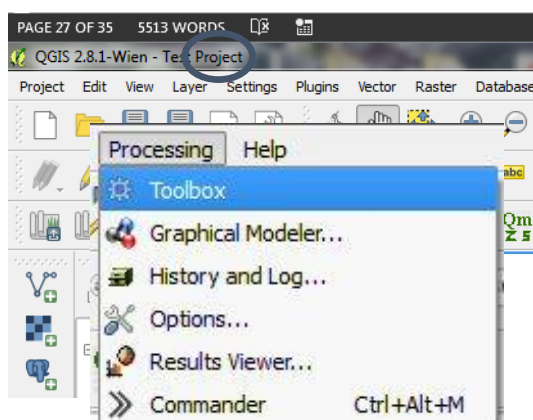 PAGE 27 OF 35 5513 WORDS
QGIS 2.8.1-Wien - Test Project
Project Edit View Layer Settings Plugins Vector Raster Database
Processing Help
abc
Toolbox
Graphical Modeler...
History and Log...
Options...
Results Viewer...
Commander Ctrl+Alt+M